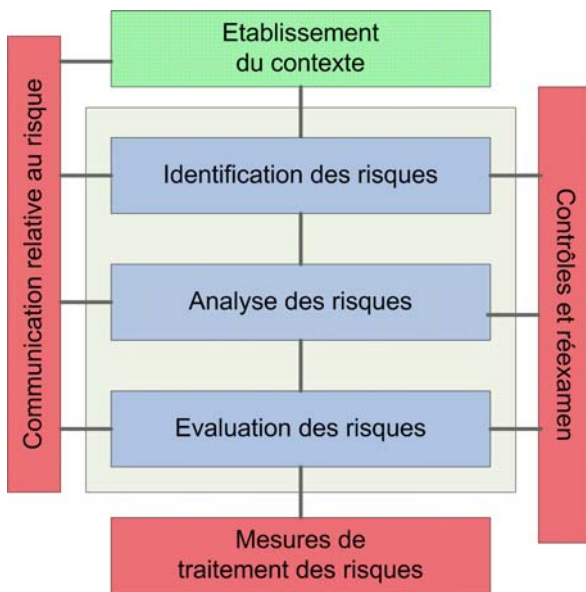 Etablissement
du contexte
Communication relative au risque
Identification des risques
Contrôles et réexamen
Analyse des risques
Evaluation des risques
Mesures de
traitement des risques